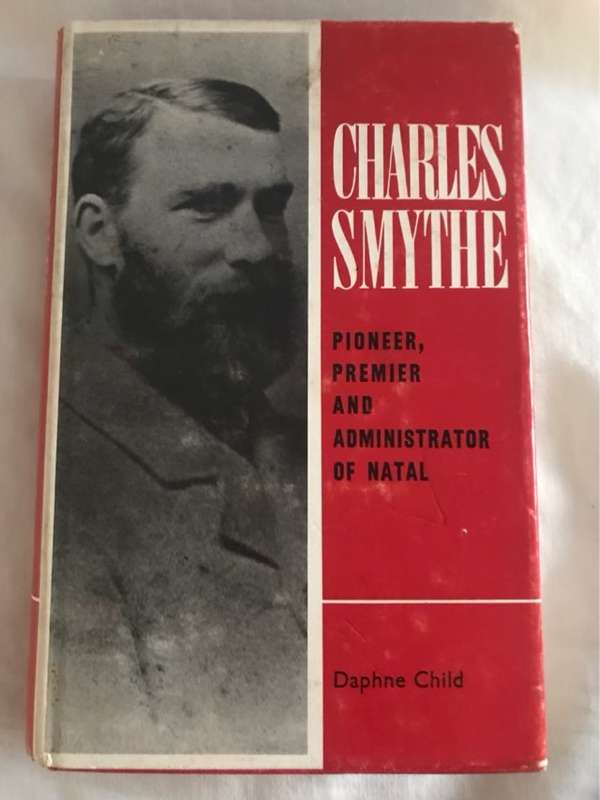 CHARLES
SMYTHE
PIONEER,
PREMIER
AND
ADMINISTRATOR
OF NATAL
Daphne Child